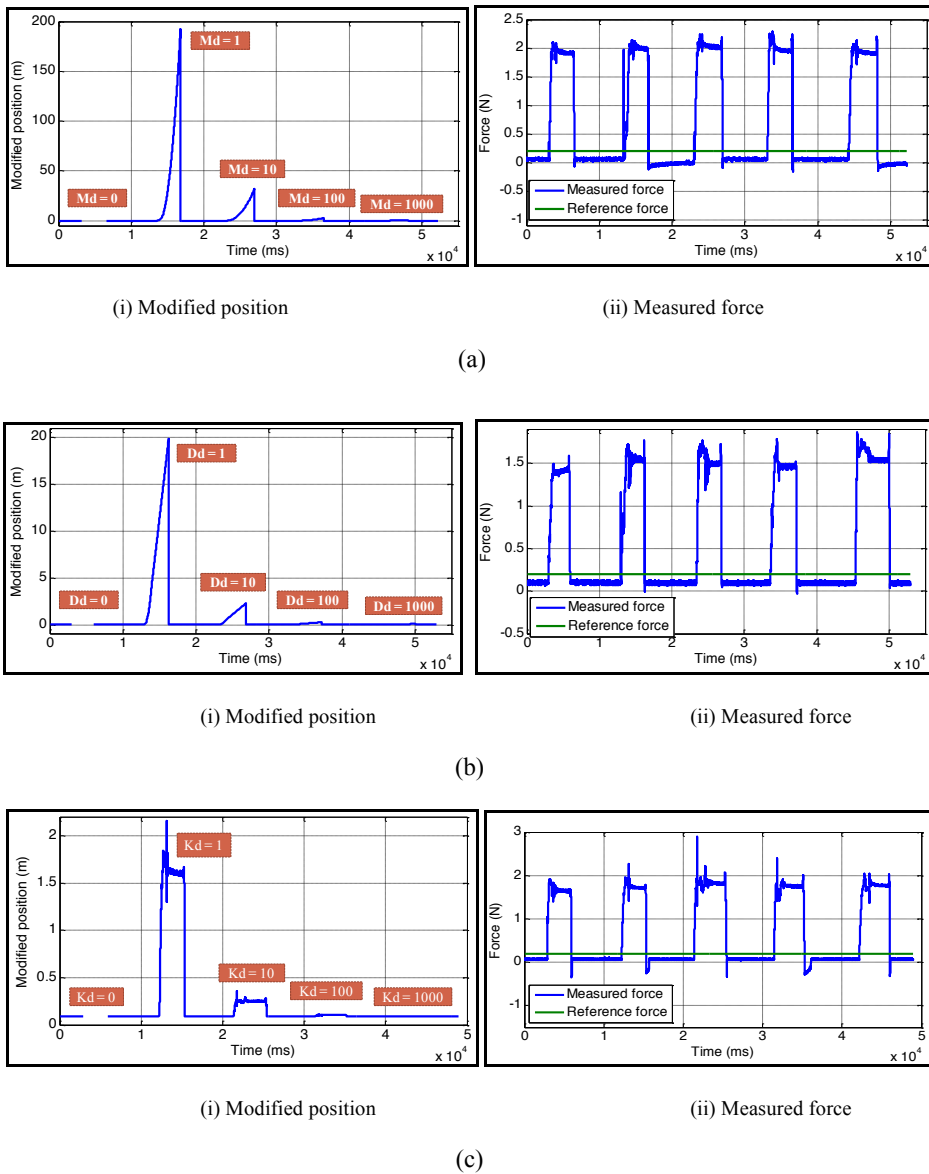 200
150
100
50
0
Modified position (m)
Md = 0
Md = 1
Md = 10
Md = 100
Md = 1000
0 1 2 3 4 5
Time (ms)
x 10^4
2.5
2
1.5
1
0.5
0
-0.5
-1
Force (N)
Measured force
Reference force
0 1 2 3 4 5
Time (ms)
x 10^4
(i) Modified position
(ii) Measured force
(a)
20
15
10
5
0
Modified position (m)
Dd = 0
Dd = 1
Dd = 10
Dd = 100
Dd = 1000
0 1 2 3 4 5
Time (ms)
x 10^4
1.5
1
0.5
0
-0.5
Force (N)
Measured force
Reference force
0 1 2 3 4 5
Time (ms)
x 10^4
(i) Modified position
(ii) Measured force
(b)
2
1.5
1
0.5
0
Modified position (m)
Kd = 0
Kd = 1
Kd = 10
Kd = 100
Kd = 1000
0 1 2 3 4 5
Time (ms)
x 10^4
3
2
1
0
-1
Force (N)
Measured force
Reference force
0 1 2 3 4 5
Time (ms)
x 10^4
(i) Modified position
(ii) Measured force
(c)